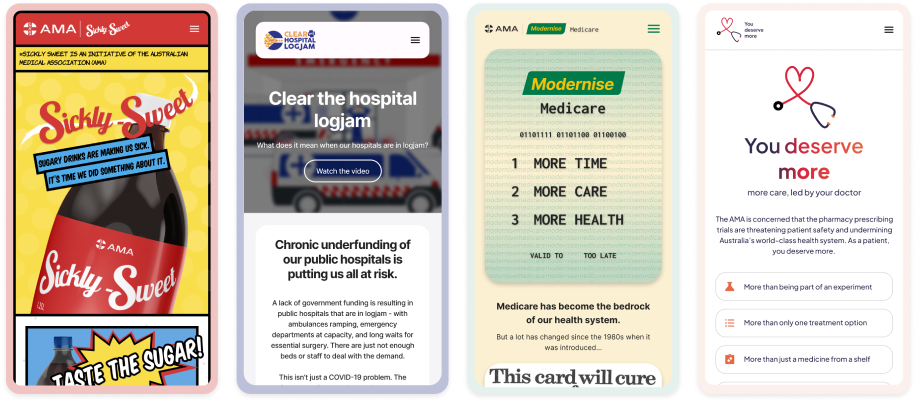 AMA
Sickly-Sweet
*SICKLY SWEET IS AN INITIATIVE OF THE AUSTRALIAN
MEDICAL ASSOCIATION (AMA)
Sickly-Sweet
SUGARY DRINKS ARE MAKING US SICK.
IT'S TIME WE DID SOMETHING ABOUT IT.
AMA
Sickly-Sweet
TASTE THE SUGAR!
CLEAR THE
HOSPITAL
LOGJAM
Clear the hospital
logjam
What does it mean when our hospitals are in logjam?
Watch the video
Chronic underfunding of
our public hospitals is
putting us all at risk.
A lack of government funding is resulting in
public hospitals that are in logjam - with
ambulances ramping, emergency
departments at capacity, and long waits for
essential surgery. There are just not enough
beds or staff to deal with the demand.
This isn't just a COVID-19 problem. The
AMA
Modernise Medicare
Modernise
Medicare
01101111 01101100 01100100
1 MORE TIME
2 MORE CARE
3 MORE HEALTH
VALID TO TOO LATE
Medicare has become the bedrock
of our health system.
But a lot has changed since the 1980s when it
was introduced...
This card will cure
You
deserve
more
You deserve
more
more care, led by your doctor
The AMA is concerned that the pharmacy prescribing
trials are threatening patient safety and undermining
Australia's world-class health system. As a patient,
you deserve more.
More than being part of an experiment
More than only one treatment option
More than just a medicine from a shelf